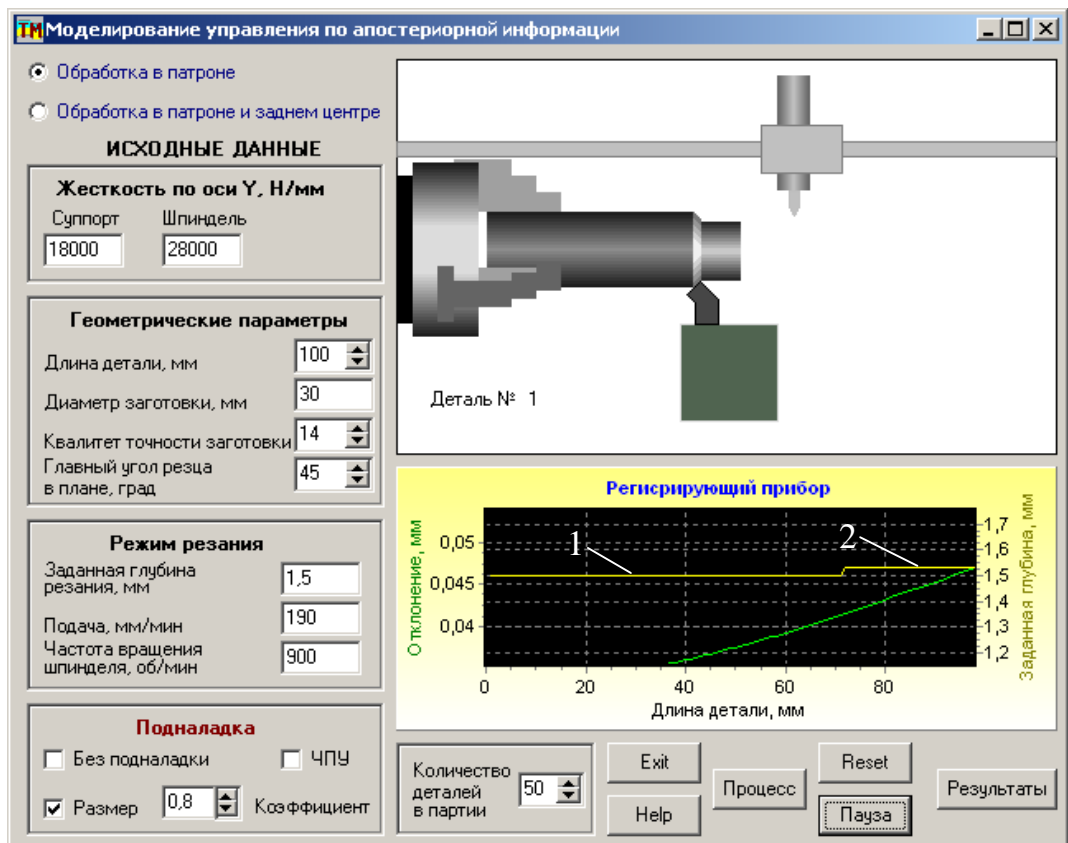 ТМ Моделирование управления по апостериорной информации
Обработка в патроне
Обработка в патроне и заднем центре
ИСХОДНЫЕ ДАННЫЕ
Жесткость по оси Y, Н/мм
Суппорт Шпиндель
18000 28000
Геометрические параметры
Длина детали, мм 100
Диаметр заготовки, мм 30
Квалитет точности заготовки 14
Главный угол резца
в плане, град 45
Режим резания
Заданная глубина
резания, мм 1,5
Подача, мм/мин 190
Частота вращения
шпинделя, об/мин 900
Подналадка
Без подналадки ЧПУ
Размер 0,8 Коэффициент
Деталь № 1
Регисрирующий прибор
Отклонение, мм
0,05
0,045
0,04
1
2
1,7
1,6
1,5
1,4
1,3
1,2
Заданная глубина, мм
0 20 40 60 80
Длина детали, мм
Количество
деталей
в партии
50
Exit
Help
Процесс
Reset
Пауза
Результаты